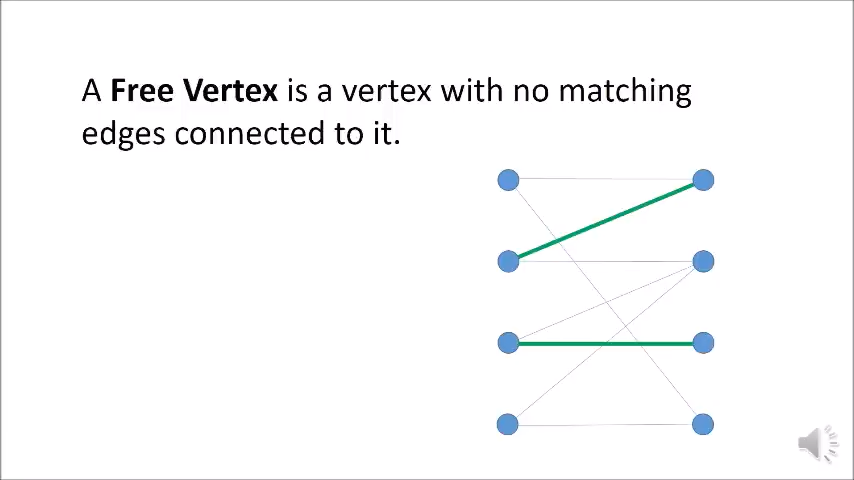 A Free Vertex is a vertex with no matching
edges connected to it.